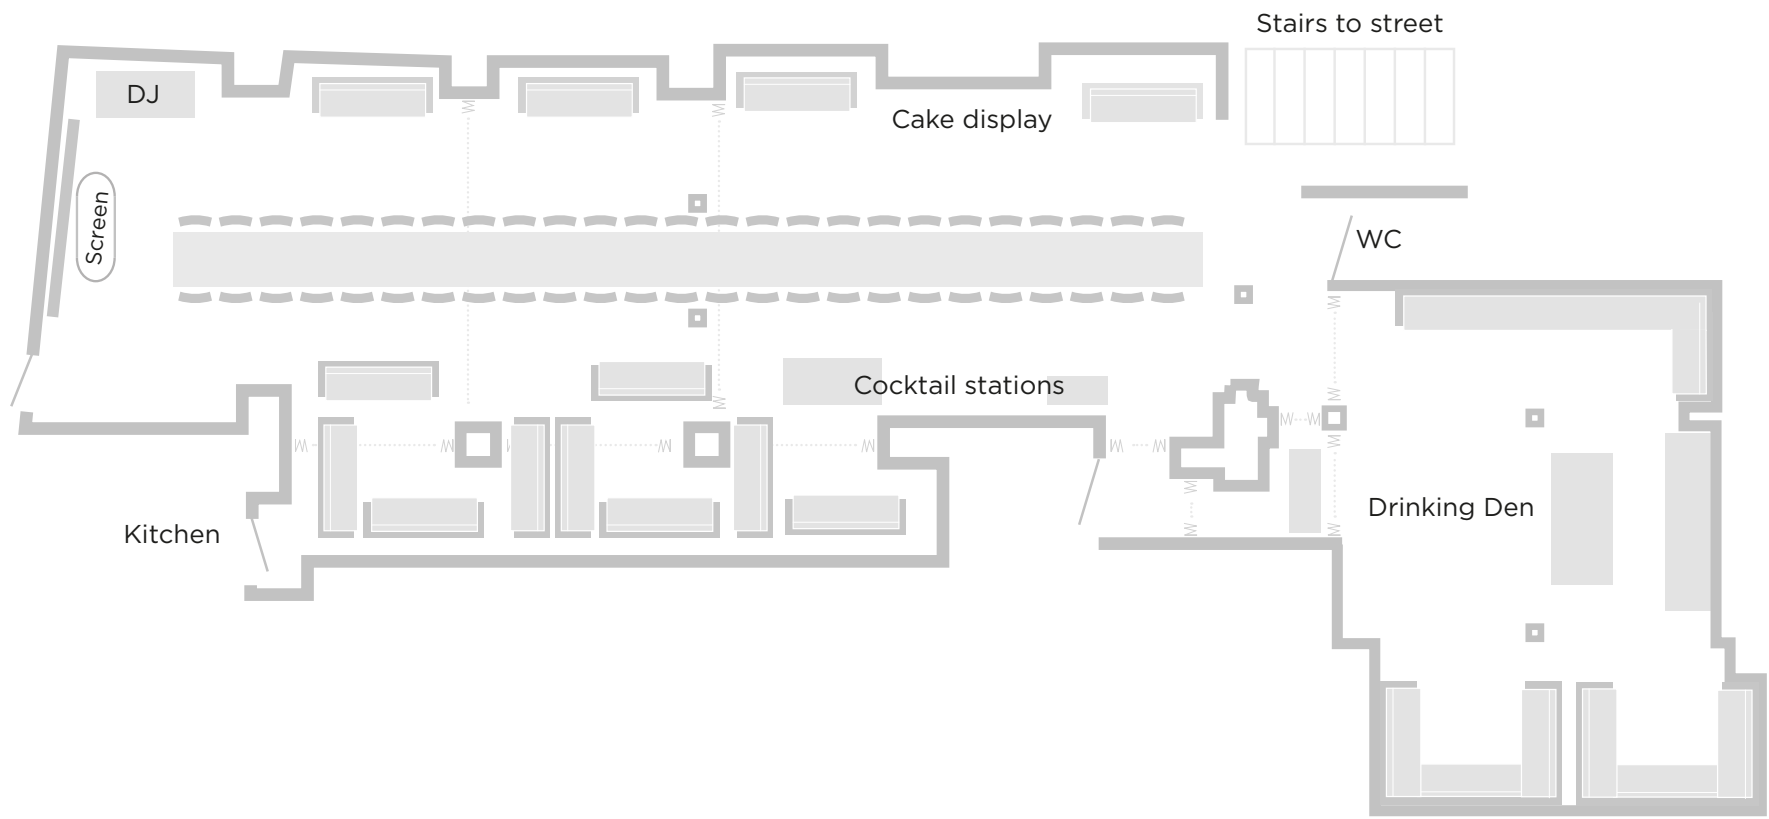 Stairs to street
DJ
Cake display
Screen
WC
Cocktail stations
Kitchen
Drinking Den